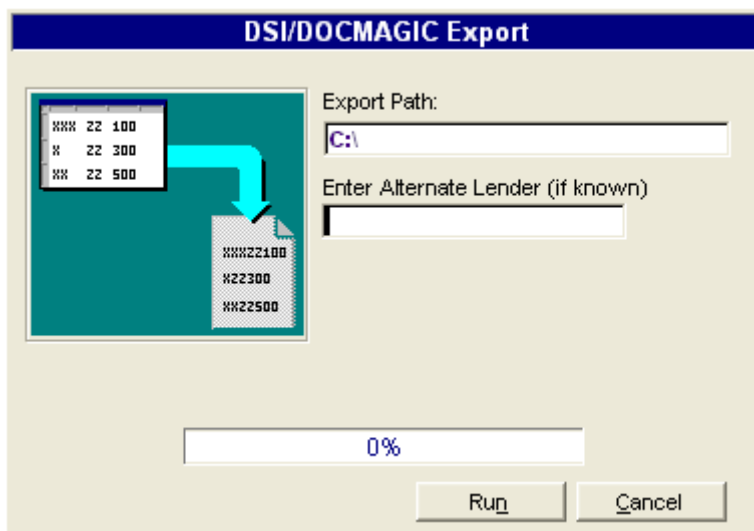 DSI/DOCMAGIC Export
Export Path:
C:\
Enter Alternate Lender (if known)
XXX ZZ 100
X ZZ 300
XX ZZ 500
XXXZZ100
XZZ300
XXZZ500
0%
Run
Cancel